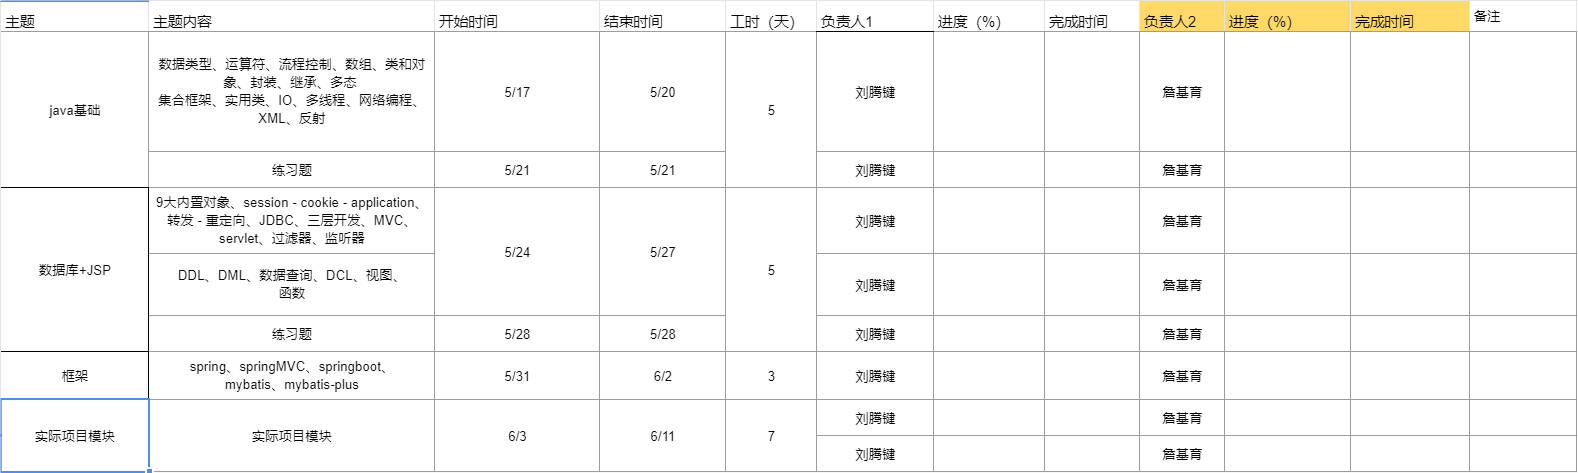 主题 主题内容 开始时间 结束时间 工时（天） 负责人1 进度（%） 完成时间 负责人2 进度（%） 完成时间 备注
java基础
数据类型、运算符、流程控制、数组、类和对
象、封装、继承、多态
集合框架、实用类、IO、多线程、网络编程、
XML、反射
5/17 5/20 5 刘腾键 詹基育
练习题 5/21 5/21 刘腾键 詹基育
数据库+JSP
9大内置对象、session - cookie - application、
转发 - 重定向、JDBC、三层开发、MVC、
servlet、过滤器、监听器
5/24 5/27 5 刘腾键 詹基育
DDL、DML、数据查询、DCL、视图、
函数
刘腾键 詹基育
练习题 5/28 5/28 刘腾键 詹基育
框架
spring、springMVC、springboot、
mybatis、mybatis-plus
5/31 6/2 3 刘腾键 詹基育
实际项目模块 实际项目模块 6/3 6/11 7 刘腾键 詹基育
刘腾键 詹基育